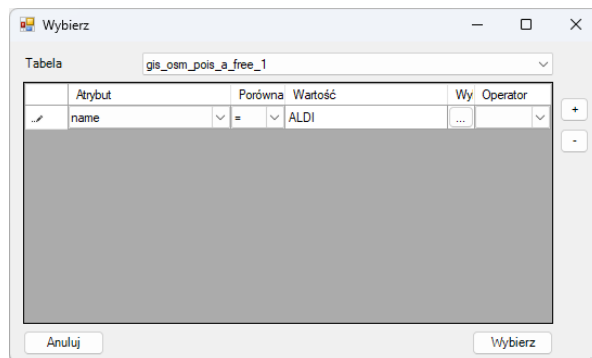 Wybierz
Tabela gis_osm_pois_a_free_1
Atrybut Porówna Wartość Wy Operator
name = ALDI ...
+
-
Anuluj Wybierz